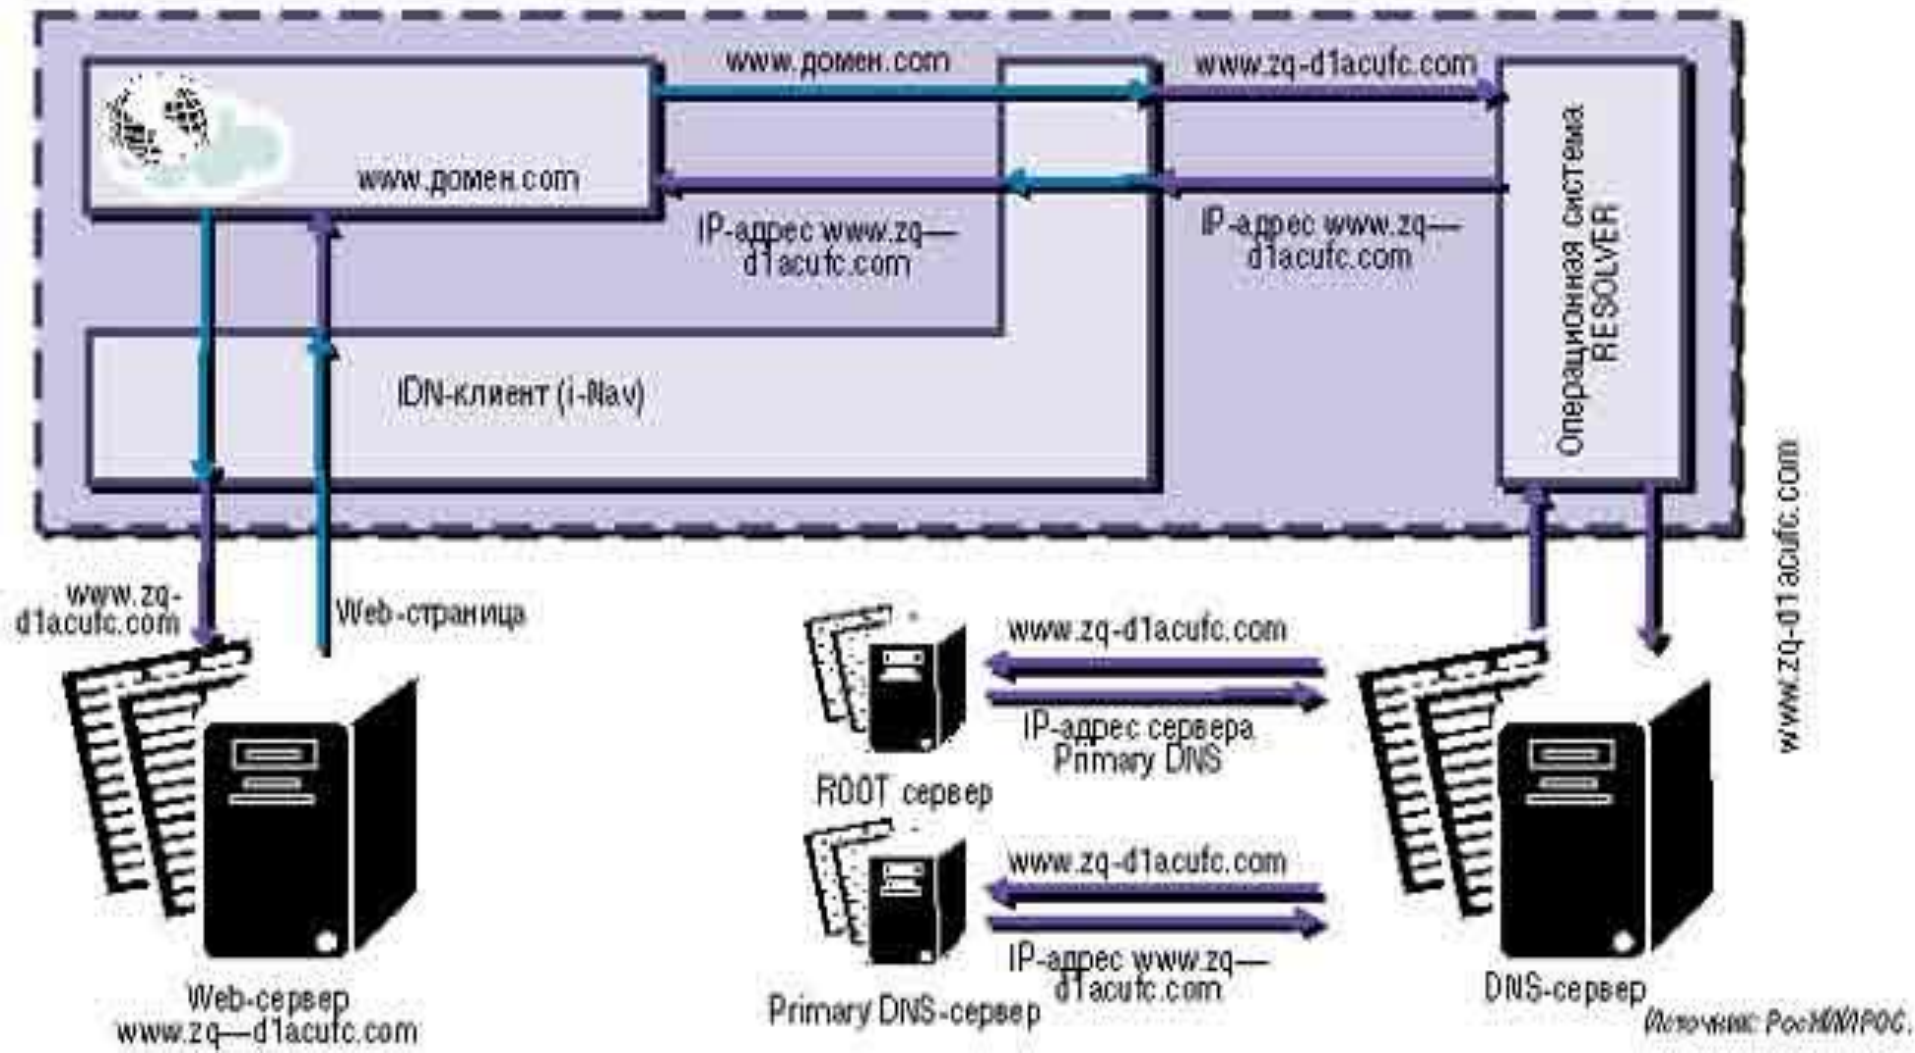 www.домен.com
www.zq-d1acufc.com
www.домен.com
IP-адрес www.zq—
d1acufc.com
IP-адрес www.zq—
d1acufc.com
Операционная система
RESOLVER
IDN-клиент (i-Nav)
www.zq-d1acufc.com
www.zq-
d1acufc.com
Web-страница
www.zq-d1acufc.com
IP-адрес сервера
Primary DNS
ROOT сервер
www.zq-d1acufc.com
IP-адрес www.zq—
d1acufc.com
Primary DNS-сервер
Web-сервер
www.zq—d1acufc.com
DNS-сервер
Источник: РосНИИРОС.